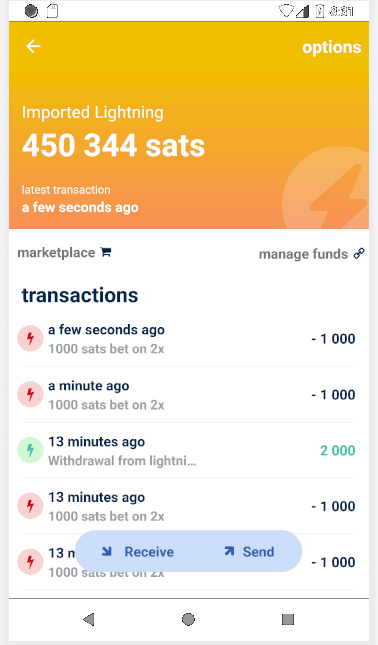 8:21
options
Imported Lightning
450 344 sats
latest transaction
a few seconds ago
marketplace
manage funds
transactions
a few seconds ago
1000 sats bet on 2x
- 1 000
a minute ago
1000 sats bet on 2x
- 1 000
13 minutes ago
Withdrawal from lightni...
2 000
13 minutes ago
1000 sats bet on 2x
- 1 000
13 m
1000 sats bet on 2x
- 1 000
Receive
Send